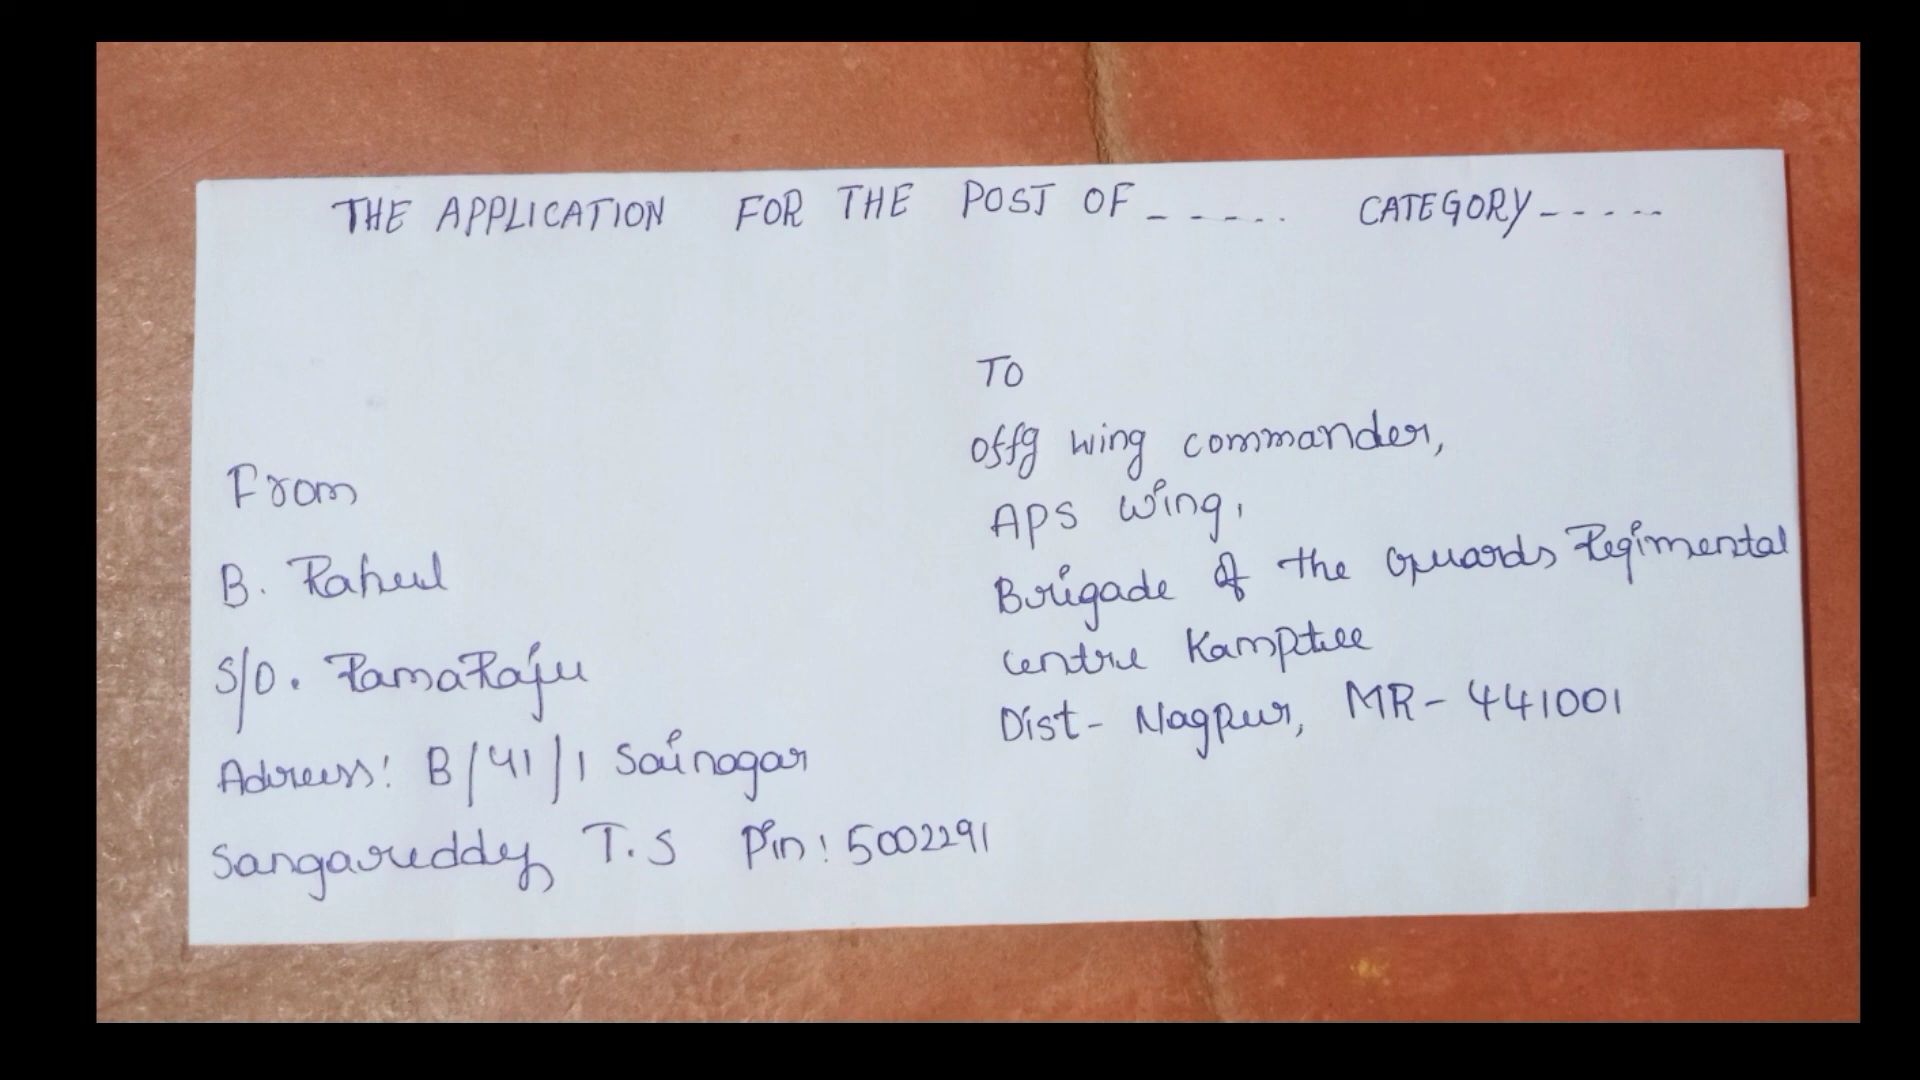 THE APPLICATION FOR THE POST OF ------ CATEGORY -----
From
B. Rahul
S/O. RamaRaju
Address: B/41/1 Sainagar
Sangareddy, T.S Pin: 5002291
TO
offg wing commander,
APS Wing,
Brigade of the Guards Regimental
centre Kamptee
Dist- Nagpur, MR- 441001